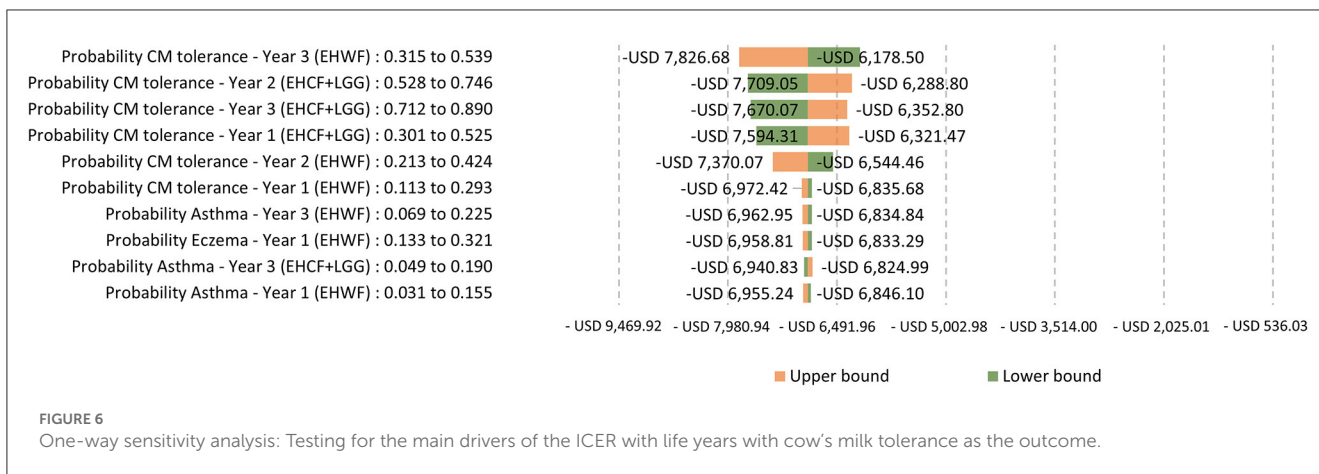 Probability CM tolerance - Year 3 (EHWF) : 0.315 to 0.539 -USD 7,826.68 -USD 6,178.50
Probability CM tolerance - Year 2 (EHCF+LGG) : 0.528 to 0.746 -USD 7,709.05 -USD 6,288.80
Probability CM tolerance - Year 3 (EHCF+LGG) : 0.712 to 0.890 -USD 7,670.07 -USD 6,352.80
Probability CM tolerance - Year 1 (EHCF+LGG) : 0.301 to 0.525 -USD 7,594.31 -USD 6,321.47
Probability CM tolerance - Year 2 (EHWF) : 0.213 to 0.424 -USD 7,370.07 -USD 6,544.46
Probability CM tolerance - Year 1 (EHWF) : 0.113 to 0.293 -USD 6,972.42 -USD 6,835.68
Probability Asthma - Year 3 (EHWF) : 0.069 to 0.225 -USD 6,962.95 -USD 6,834.84
Probability Eczema - Year 1 (EHWF) : 0.133 to 0.321 -USD 6,958.81 -USD 6,833.29
Probability Asthma - Year 3 (EHCF+LGG) : 0.049 to 0.190 -USD 6,940.83 -USD 6,824.99
Probability Asthma - Year 1 (EHWF) : 0.031 to 0.155 -USD 6,955.24 -USD 6,846.10
- USD 9,469.92 - USD 7,980.94 - USD 6,491.96 - USD 5,002.98 - USD 3,514.00 - USD 2,025.01 - USD 536.03
Upper bound Lower bound
FIGURE 6
One-way sensitivity analysis: Testing for the main drivers of the ICER with life years with cow's milk tolerance as the outcome.